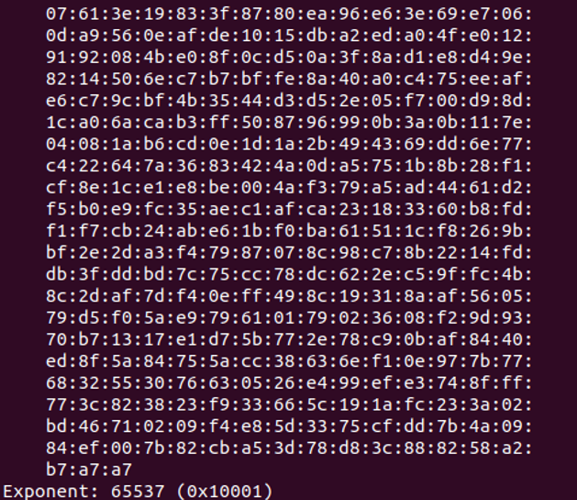 07:61:3e:19:83:3f:87:80:ea:96:e6:3e:69:e7:06:
0d:a9:56:0e:af:de:10:15:db:a2:ed:a0:4f:e0:12:
91:92:08:4b:e0:8f:0c:d5:0a:3f:8a:d1:e8:d4:9e:
82:14:50:6e:c7:b7:bf:fe:8a:40:a0:c4:75:ee:af:
e6:c7:9c:bf:4b:35:44:d3:d5:2e:05:f7:00:d9:8d:
1c:a0:6a:ca:b3:ff:50:87:96:99:0b:3a:0b:11:7e:
04:08:1a:b6:cd:0e:1d:1a:2b:49:43:69:dd:6e:77:
c4:22:64:7a:36:83:42:4a:0d:a5:75:1b:8b:28:f1:
cf:8e:1c:e1:e8:be:00:4a:f3:79:a5:ad:44:61:d2:
f5:b0:e9:fc:35:ae:c1:af:ca:23:18:33:60:b8:fd:
f1:f7:cb:24:ab:e6:1b:f0:ba:61:51:1c:f8:26:9b:
bf:2e:2d:a3:f4:79:87:07:8c:98:c7:8b:22:14:fd:
db:3f:dd:bd:7c:75:cc:78:dc:62:2e:c5:9f:fc:4b:
8c:2d:af:7d:f4:0e:ff:49:8c:19:31:8a:af:56:05:
79:d5:f0:5a:e9:79:61:01:79:02:36:08:f2:9d:93:
70:b7:13:17:e1:d7:5b:77:2e:78:c9:0b:af:84:40:
ed:8f:5a:84:75:5a:cc:38:63:6e:f1:0e:97:7b:77:
68:32:55:30:76:63:05:26:e4:99:ef:e3:74:8f:ff:
77:3c:82:38:23:f9:33:66:5c:19:1a:fc:23:3a:02:
bd:46:71:02:09:f4:e8:5d:33:75:cf:dd:7b:4a:09:
84:ef:00:7b:82:cb:a5:3d:78:d8:3c:88:82:58:a2:
b7:a7:a7
Exponent: 65537 (0x10001)